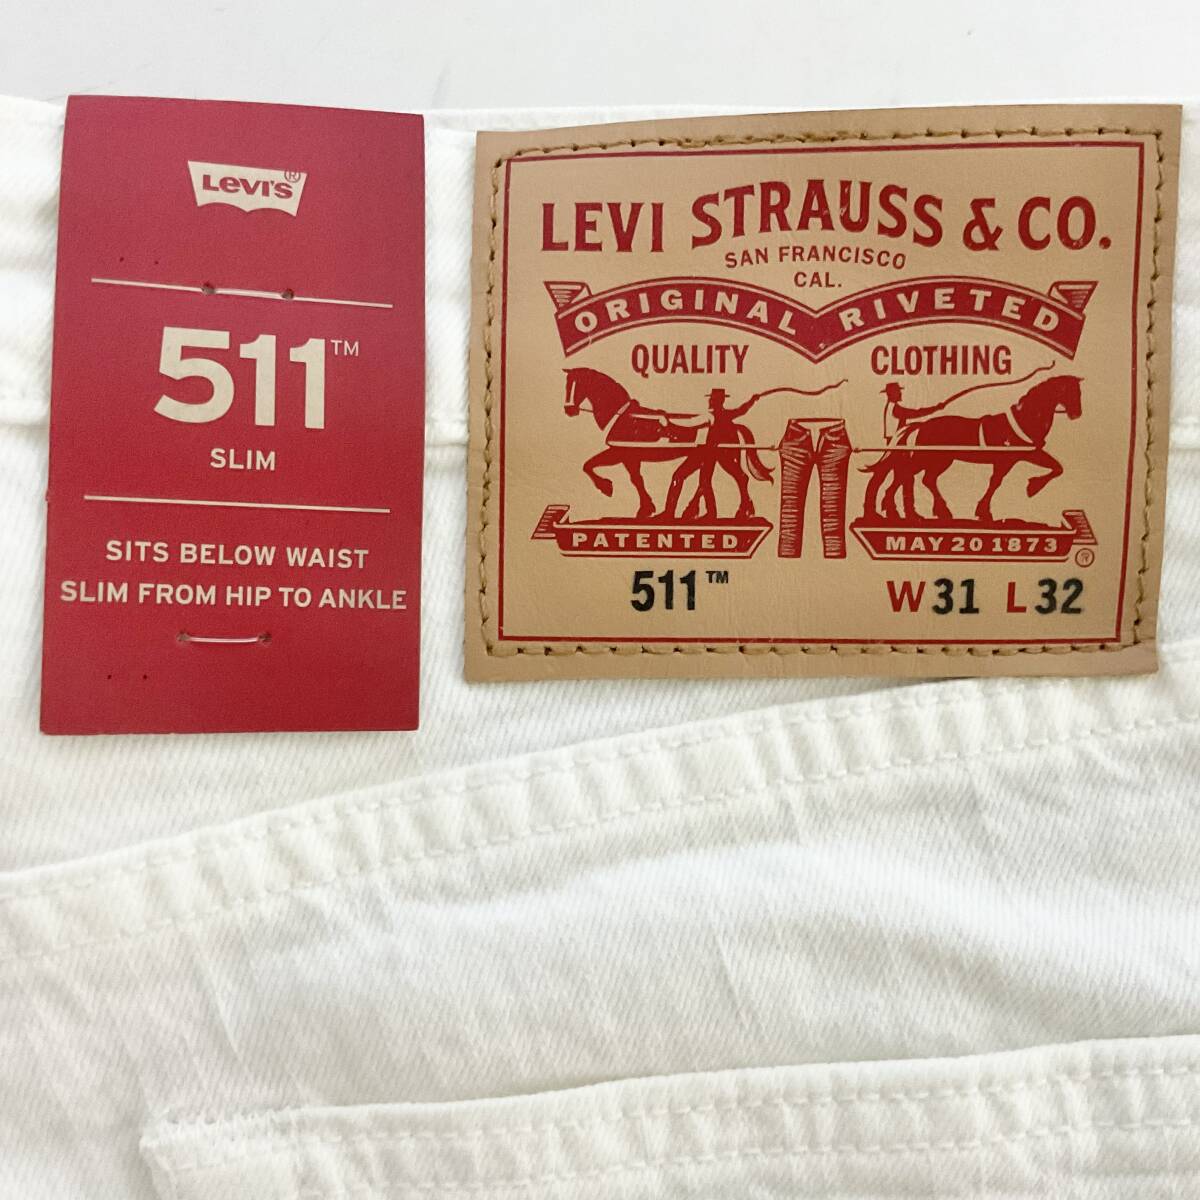 LEVI'S®
511™
SLIM
SITS BELOW WAIST
SLIM FROM HIP TO ANKLE
LEVI STRAUSS & CO.
SAN FRANCISCO
CAL.
ORIGINAL RIVETED
QUALITY CLOTHING
PATENTED MAY 20 1873 ®
511™ W31 L32